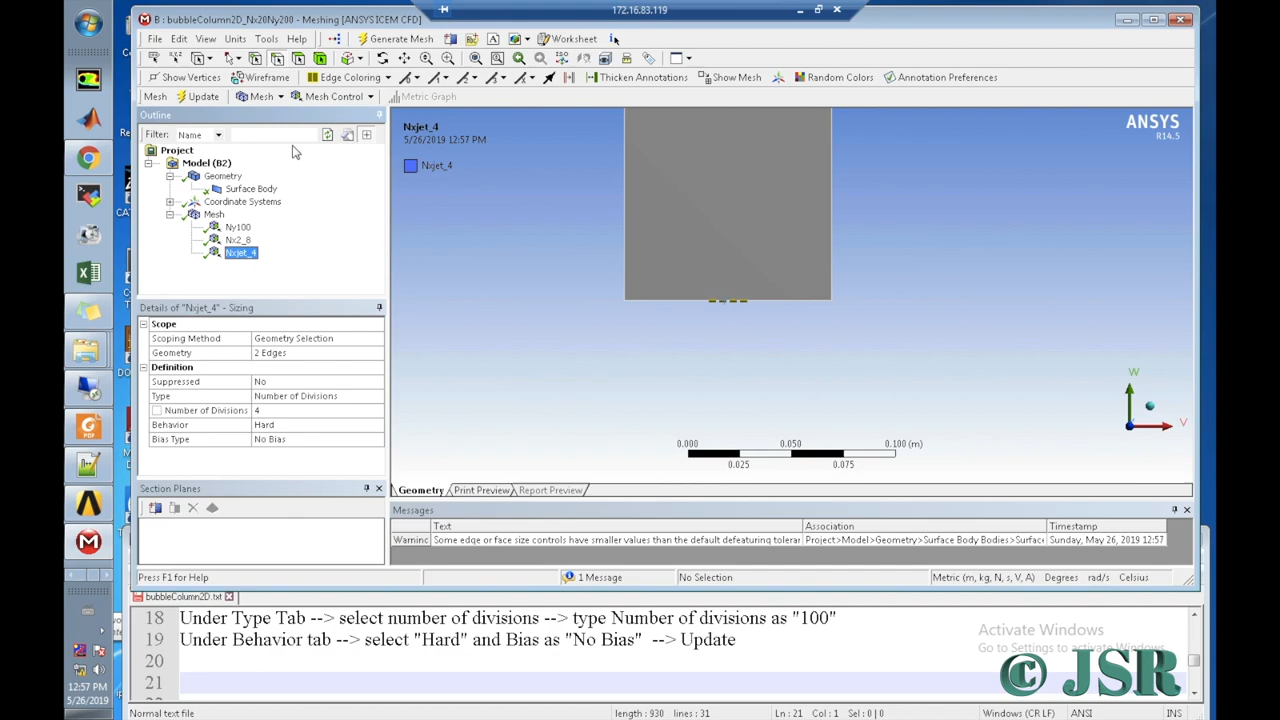 172.16.83.119
B : bubbleColumn2D_Nx20Ny200 - Meshing [ANSYS ICEM CFD]
File Edit View Units Tools Help Generate Mesh Worksheet
Show Vertices Wireframe Edge Coloring Thicken Annotations Show Mesh Random Colors Annotation Preferences
Mesh Update Mesh Mesh Control Metric Graph
Outline
Filter: Name
Project
Model (B2)
Geometry
Surface Body
Coordinate Systems
Mesh
Ny100
Nx2_8
Nxjet_4
Nxjet_4
5/26/2019 12:57 PM
Nxjet_4
ANSYS
R14.5
Details of "Nxjet_4" - Sizing
Scope
Scoping Method Geometry Selection
Geometry 2 Edges
Definition
Suppressed No
Type Number of Divisions
Number of Divisions 4
Behavior Hard
Bias Type No Bias
W
V
0.000 0.050 0.100 (m)
0.025 0.075
Section Planes
Geometry Print Preview Report Preview
Messages
Text Association Timestamp
Warninc Some edge or face size controls have smaller values than the default defeaturing tolerar Project>Model>Geometry>Surface Body Bodies>Surfac Sunday, May 26, 2019 12:57
Press F1 for Help 1 Message No Selection Metric (m, kg, N, s, V, A) Degrees rad/s Celsius
bubbleColumn2D.txt
18 Under Type Tab --> select number of divisions --> type Number of divisions as "100"
19 Under Behavior tab --> select "Hard" and Bias as "No Bias" --> Update
20
21
Activate Windows
Go to Settings to activate Windows.
© JSR
12:57 PM
5/26/2019
Normal text file length : 930 lines : 31 Ln : 21 Col : 1 Sel : 0 | 0 Windows (CR LF) ANSI INS